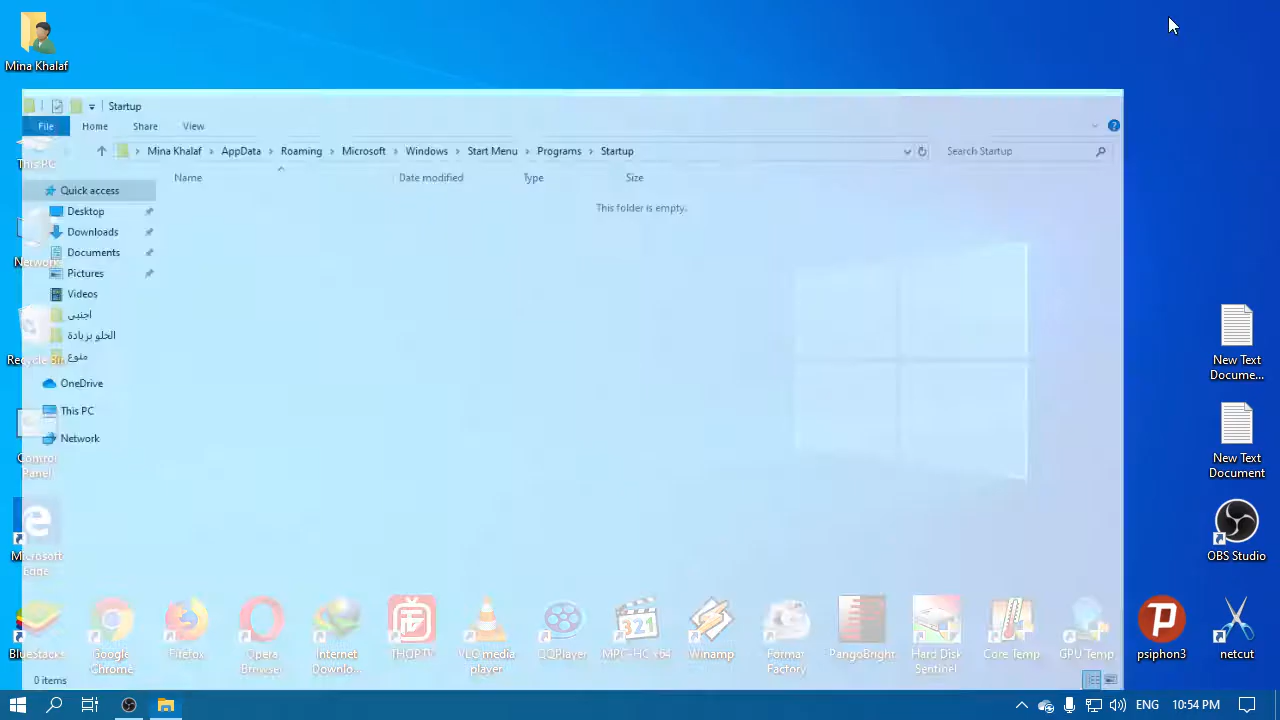 Mina Khalaf
Startup
File Home Share View
Mina Khalaf AppData Roaming Microsoft Windows Start Menu Programs Startup
Search Startup
Name Date modified Type Size
This folder is empty.
Quick access
Desktop
Downloads
Documents
Pictures
Videos
اجنبى
الحلو بزيادة
منوع
OneDrive
This PC
Network
0 items
This PC
Network
Recycle Bin
Control
Panel
Microsoft
Edge
BlueStacks
Google
Chrome
Firefox
Opera
Browser
Internet
Downlo...
THOPTV
VLC media
player
QQPlayer
MPC-HC x64
Winamp
Format
Factory
PangoBright
Hard Disk
Sentinel
Core Temp
GPU Temp
psiphon3
netcut
New Text
Docume...
New Text
Document
OBS Studio
ENG 10:54 PM